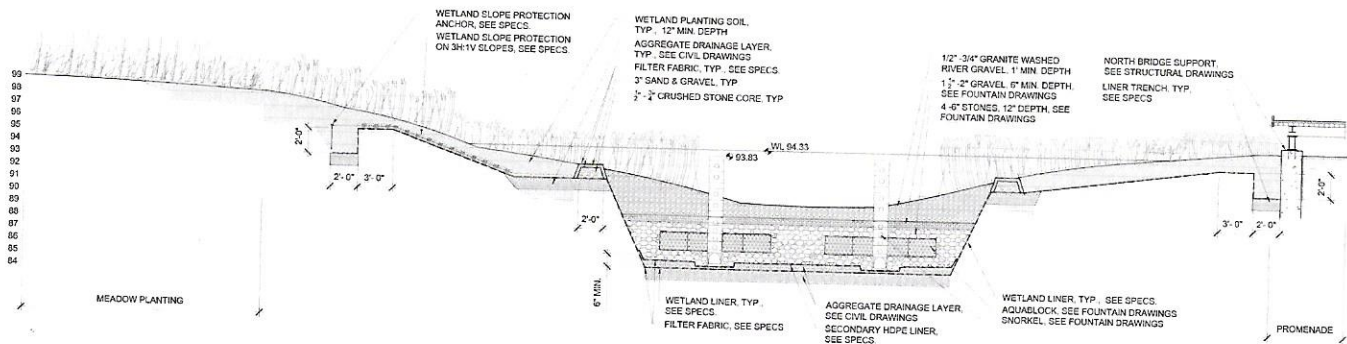 WETLAND SLOPE PROTECTION
ANCHOR, SEE SPECS.
WETLAND SLOPE PROTECTION
ON 3H:1V SLOPES, SEE SPECS.
WETLAND PLANTING SOIL,
TYP., 12" MIN. DEPTH
AGGREGATE DRAINAGE LAYER,
TYP., SEE CIVIL DRAWINGS
FILTER FABRIC, TYP., SEE SPECS.
3" SAND & GRAVEL, TYP
½" - ¾" CRUSHED STONE CORE, TYP
1/2" -3/4" GRANITE WASHED
RIVER GRAVEL, 1' MIN. DEPTH
1 ½" -2" GRAVEL, 6" MIN. DEPTH.
SEE FOUNTAIN DRAWINGS
4 -6" STONES, 12" DEPTH, SEE
FOUNTAIN DRAWINGS
NORTH BRIDGE SUPPORT,
SEE STRUCTURAL DRAWINGS
LINER TRENCH, TYP.
SEE SPECS
99
98
97
96
95
94
93
92
91
90
89
88
87
86
85
84
2'-0"
2'- 0"
3'- 0"
2'-0"
93.83
WL 94.33
6" MIN.
3'- 0"
2'- 0"
2'-0"
MEADOW PLANTING
WETLAND LINER, TYP.,
SEE SPECS.
FILTER FABRIC, SEE SPECS
AGGREGATE DRAINAGE LAYER,
SEE CIVIL DRAWINGS
SECONDARY HDPE LINER,
SEE SPECS.
WETLAND LINER, TYP., SEE SPECS.
AQUABLOCK, SEE FOUNTAIN DRAWINGS
SNORKEL, SEE FOUNTAIN DRAWINGS
PROMENADE